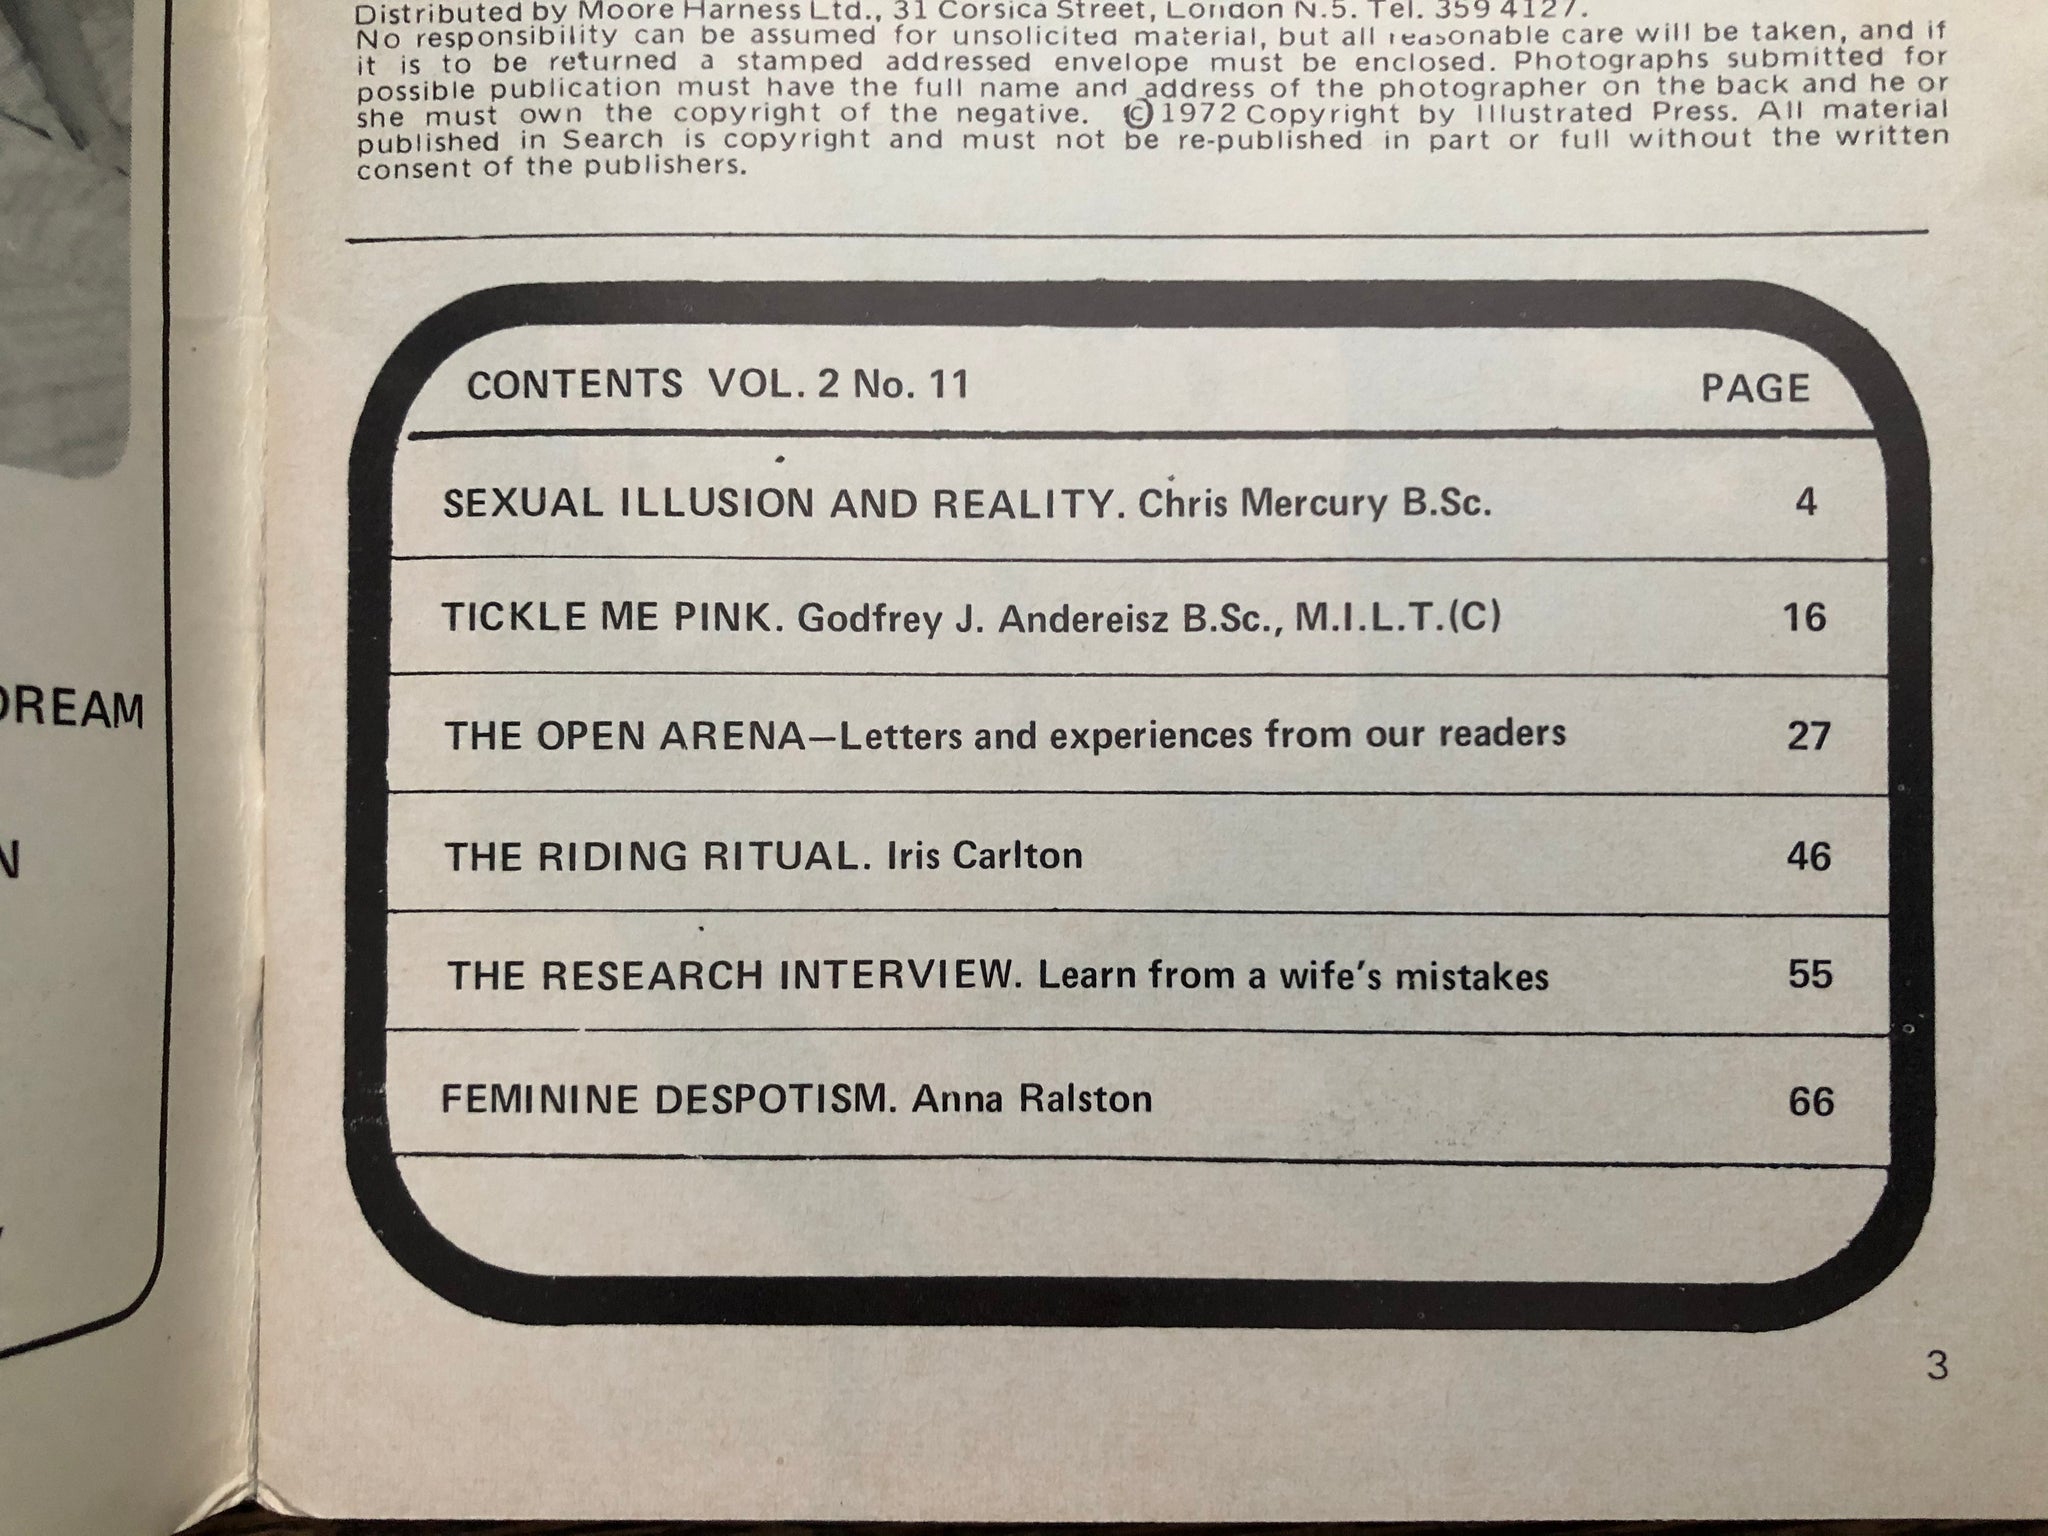 Distributed by Moore Harness Ltd., 31 Corsica Street, London N.5. Tel. 359 4127.
No responsibility can be assumed for unsolicited material, but all reasonable care will be taken, and if
it is to be returned a stamped addressed envelope must be enclosed. Photographs submitted for
possible publication must have the full name and address of the photographer on the back and he or
she must own the copyright of the negative. © 1972 Copyright by Illustrated Press. All material
published in Search is copyright and must not be re-published in part or full without the written
consent of the publishers.
CONTENTS VOL. 2 No. 11 PAGE
SEXUAL ILLUSION AND REALITY. Chris Mercury B.Sc. 4
TICKLE ME PINK. Godfrey J. Andereisz B.Sc., M.I.L.T.(C) 16
THE OPEN ARENA—Letters and experiences from our readers 27
THE RIDING RITUAL. Iris Carlton 46
THE RESEARCH INTERVIEW. Learn from a wife's mistakes 55
FEMININE DESPOTISM. Anna Ralston 66
3